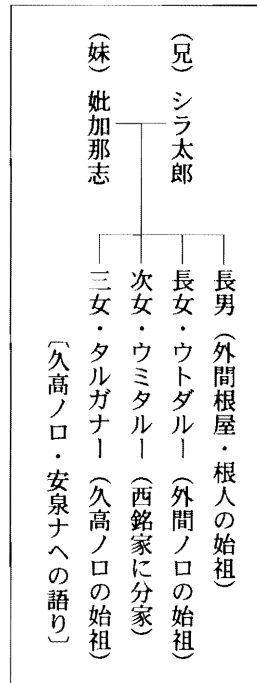 （兄）シラ太郎
（妹）妣加那志
長男（外間根屋・根人の始祖）
長女・ウトダルー（外間ノロの始祖）
次女・ウミタルー（西銘家に分家）
三女・タルガナー（久高ノロの始祖）
〔久高ノロ・安泉ナヘの語り〕